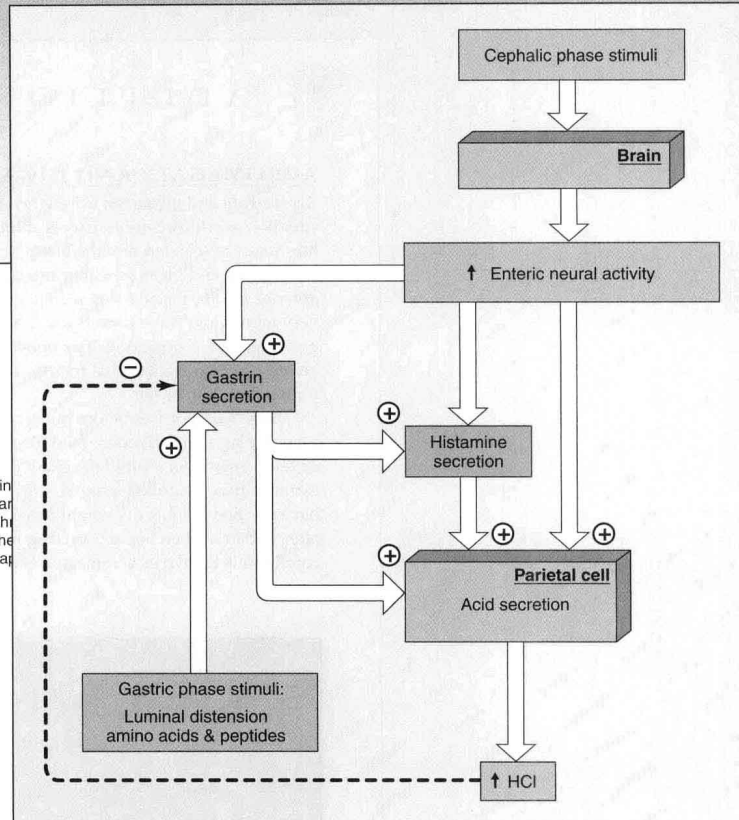 Cephalic phase stimuli
Brain
↑ Enteric neural activity
− +
Gastrin
secretion
+
+
Histamine
secretion
+ + +
Parietal cell
Acid secretion
Gastric phase stimuli:
Luminal distension
amino acids & peptides
↑ HCl